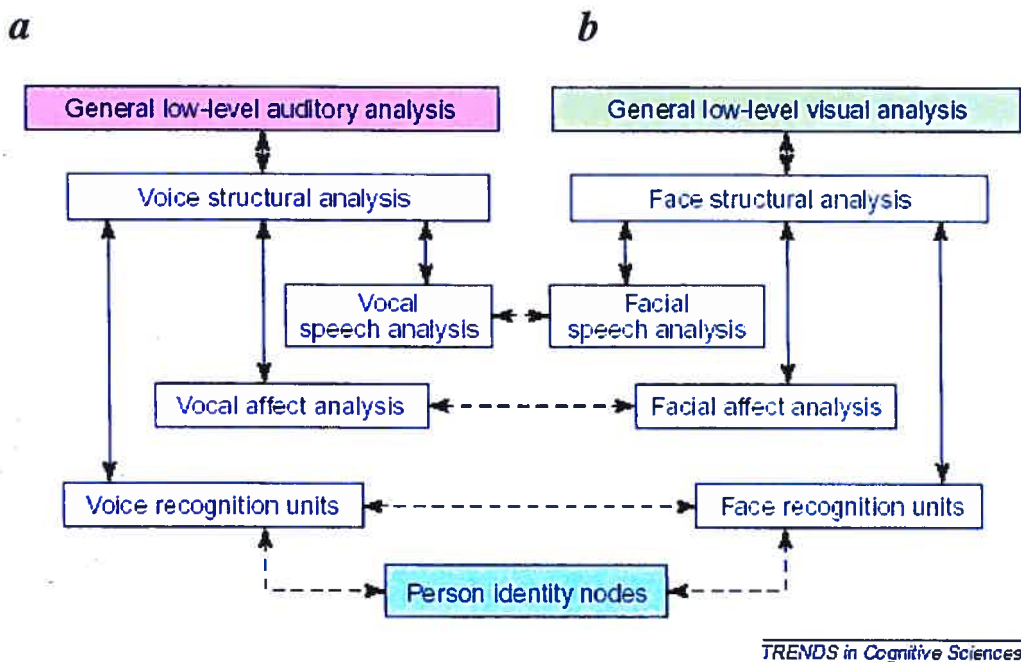 a
b
General low-level auditory analysis
General low-level visual analysis
Voice structural analysis
Face structural analysis
Vocal
speech analysis
Facial
speech analysis
Vocal affect analysis
Facial affect analysis
Voice recognition units
Face recognition units
Person identity nodes
TRENDS in Cognitive Sciences